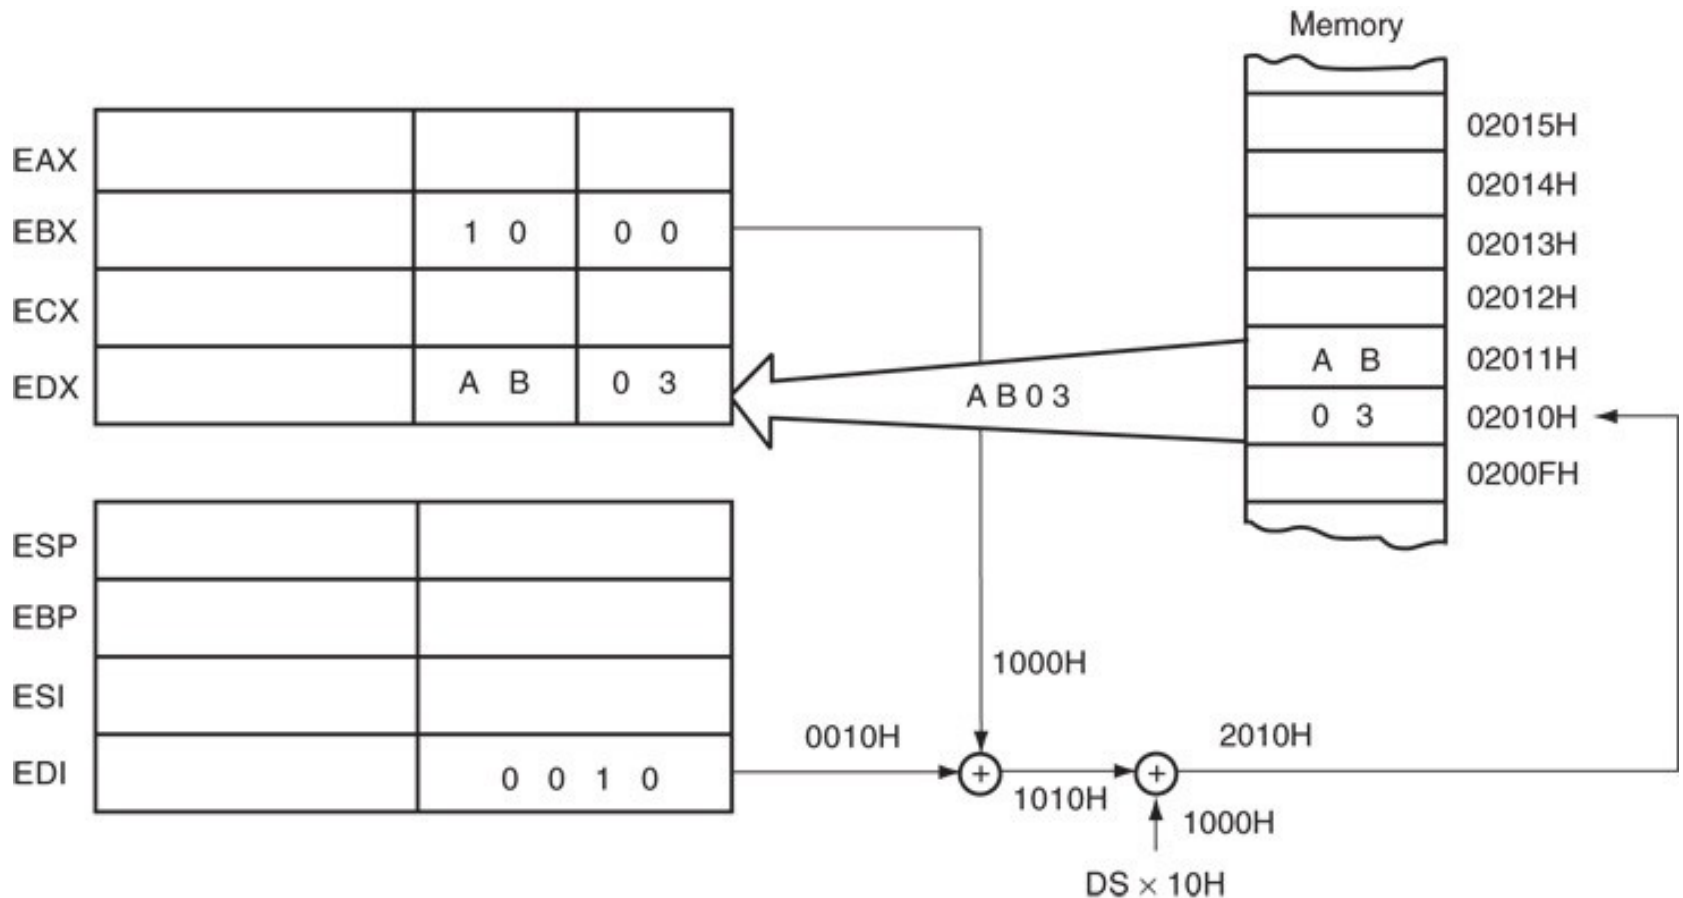 Memory
EAX
EBX 1 0 0 0
ECX
EDX A B 0 3
A B 0 3
02015H
02014H
02013H
02012H
A B 02011H
0 3 02010H
0200FH
ESP
EBP
ESI
EDI 0 0 1 0
1000H
0010H
+
1010H
+
2010H
1000H
DS × 10H